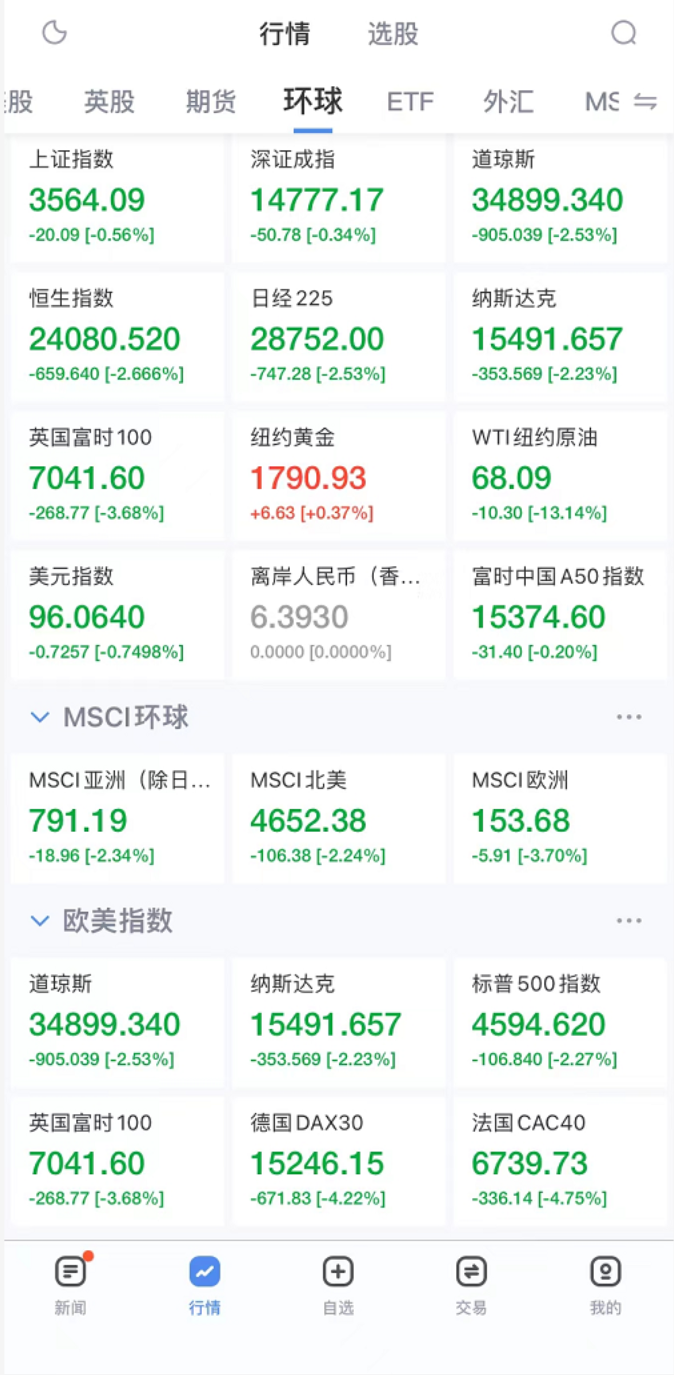 行情 选股
股 英股 期货 环球 ETF 外汇 MS
上证指数 深证成指 道琼斯
3564.09 14777.17 34899.340
-20.09 [-0.56%] -50.78 [-0.34%] -905.039 [-2.53%]
恒生指数 日经225 纳斯达克
24080.520 28752.00 15491.657
-659.640 [-2.666%] -747.28 [-2.53%] -353.569 [-2.23%]
英国富时100 纽约黄金 WTI纽约原油
7041.60 1790.93 68.09
-268.77 [-3.68%] +6.63 [+0.37%] -10.30 [-13.14%]
美元指数 离岸人民币（香... 富时中国A50指数
96.0640 6.3930 15374.60
-0.7257 [-0.7498%] 0.0000 [0.0000%] -31.40 [-0.20%]
MSCI环球
MSCI亚洲（除日... MSCI北美 MSCI欧洲
791.19 4652.38 153.68
-18.96 [-2.34%] -106.38 [-2.24%] -5.91 [-3.70%]
欧美指数
道琼斯 纳斯达克 标普500指数
34899.340 15491.657 4594.620
-905.039 [-2.53%] -353.569 [-2.23%] -106.840 [-2.27%]
英国富时100 德国DAX30 法国CAC40
7041.60 15246.15 6739.73
-268.77 [-3.68%] -671.83 [-4.22%] -336.14 [-4.75%]
新闻 行情 自选 交易 我的